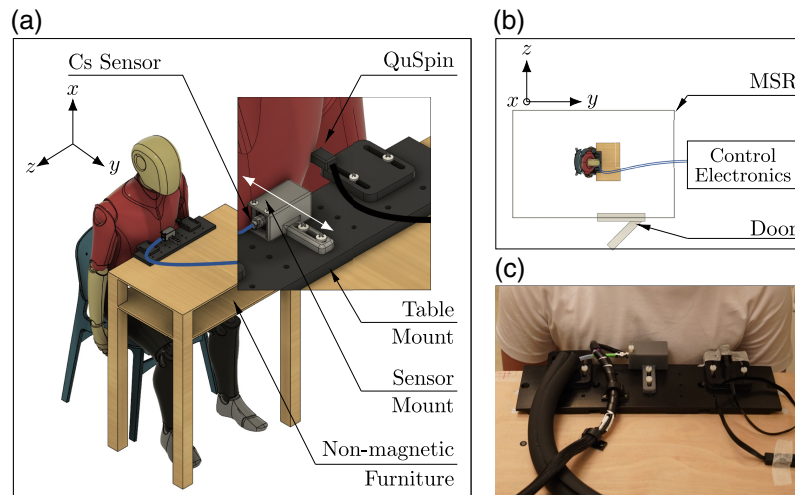 (a)
Cs Sensor
QuSpin
x
z
y
Table
Mount
Sensor
Mount
Non-magnetic
Furniture
(b)
z
x
y
MSR
Control
Electronics
Door
(c)